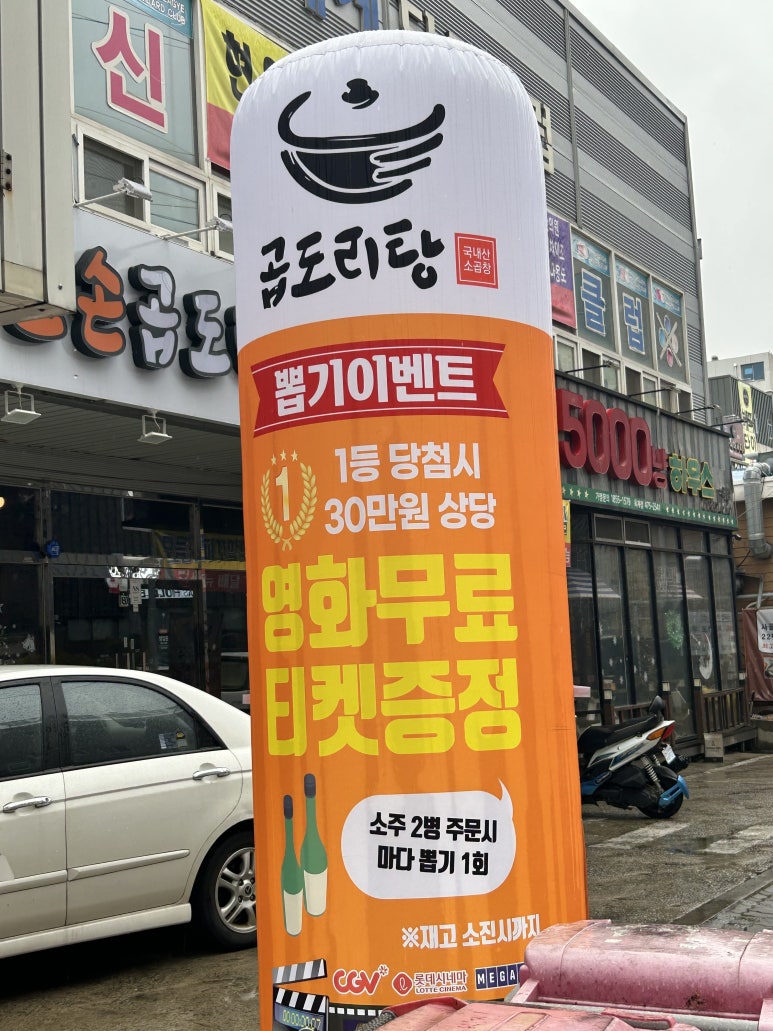 신
곱도리탕
국내산
소곱창
손곱도
클럽
5000
하우스
뽑기이벤트
1
1등 당첨시
30만원 상당
영화무료
티켓증정
소주 2병 주문시
마다 뽑기 1회
※재고 소진시까지
CGV
롯데시네마
LOTTE CINEMA
MEGA